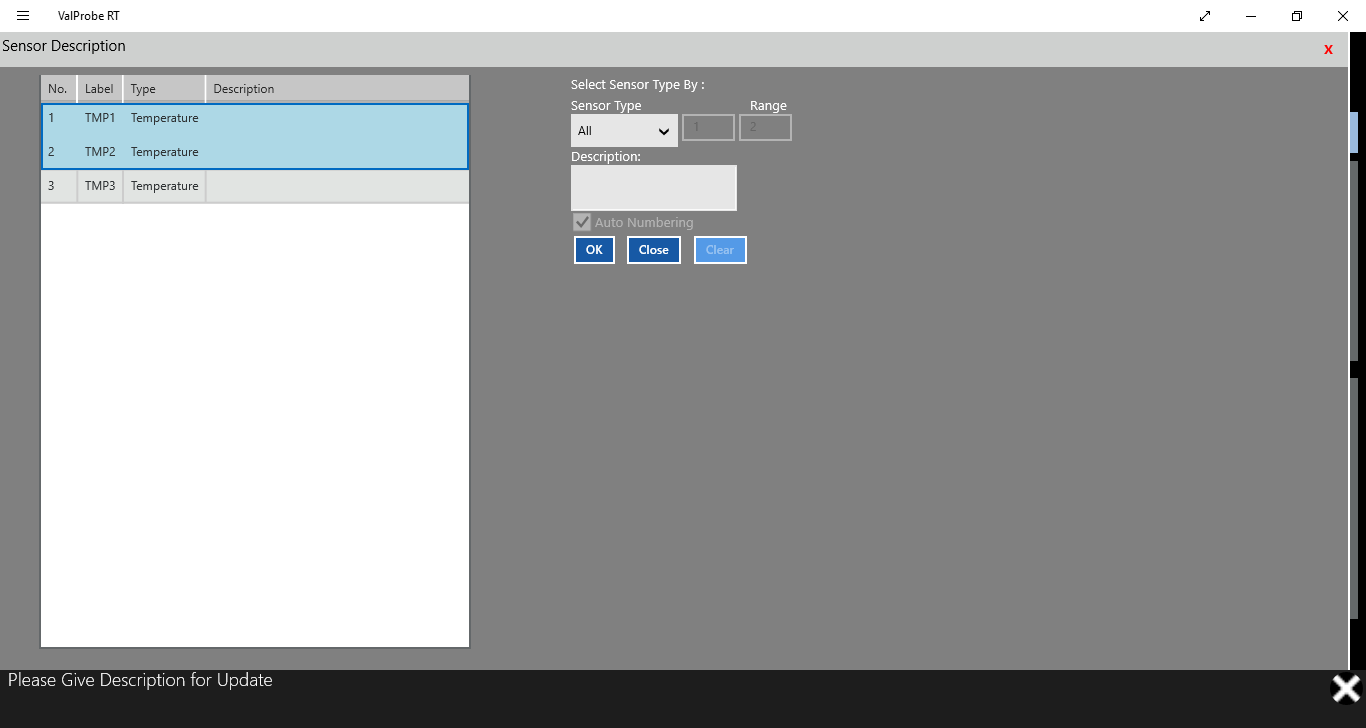 ValProbe RT
Sensor Description
X
No. Label Type Description
1 TMP1 Temperature
2 TMP2 Temperature
3 TMP3 Temperature
Select Sensor Type By :
Sensor Type Range
All 1 2
Description:
Auto Numbering
OK Close Clear
Please Give Description for Update